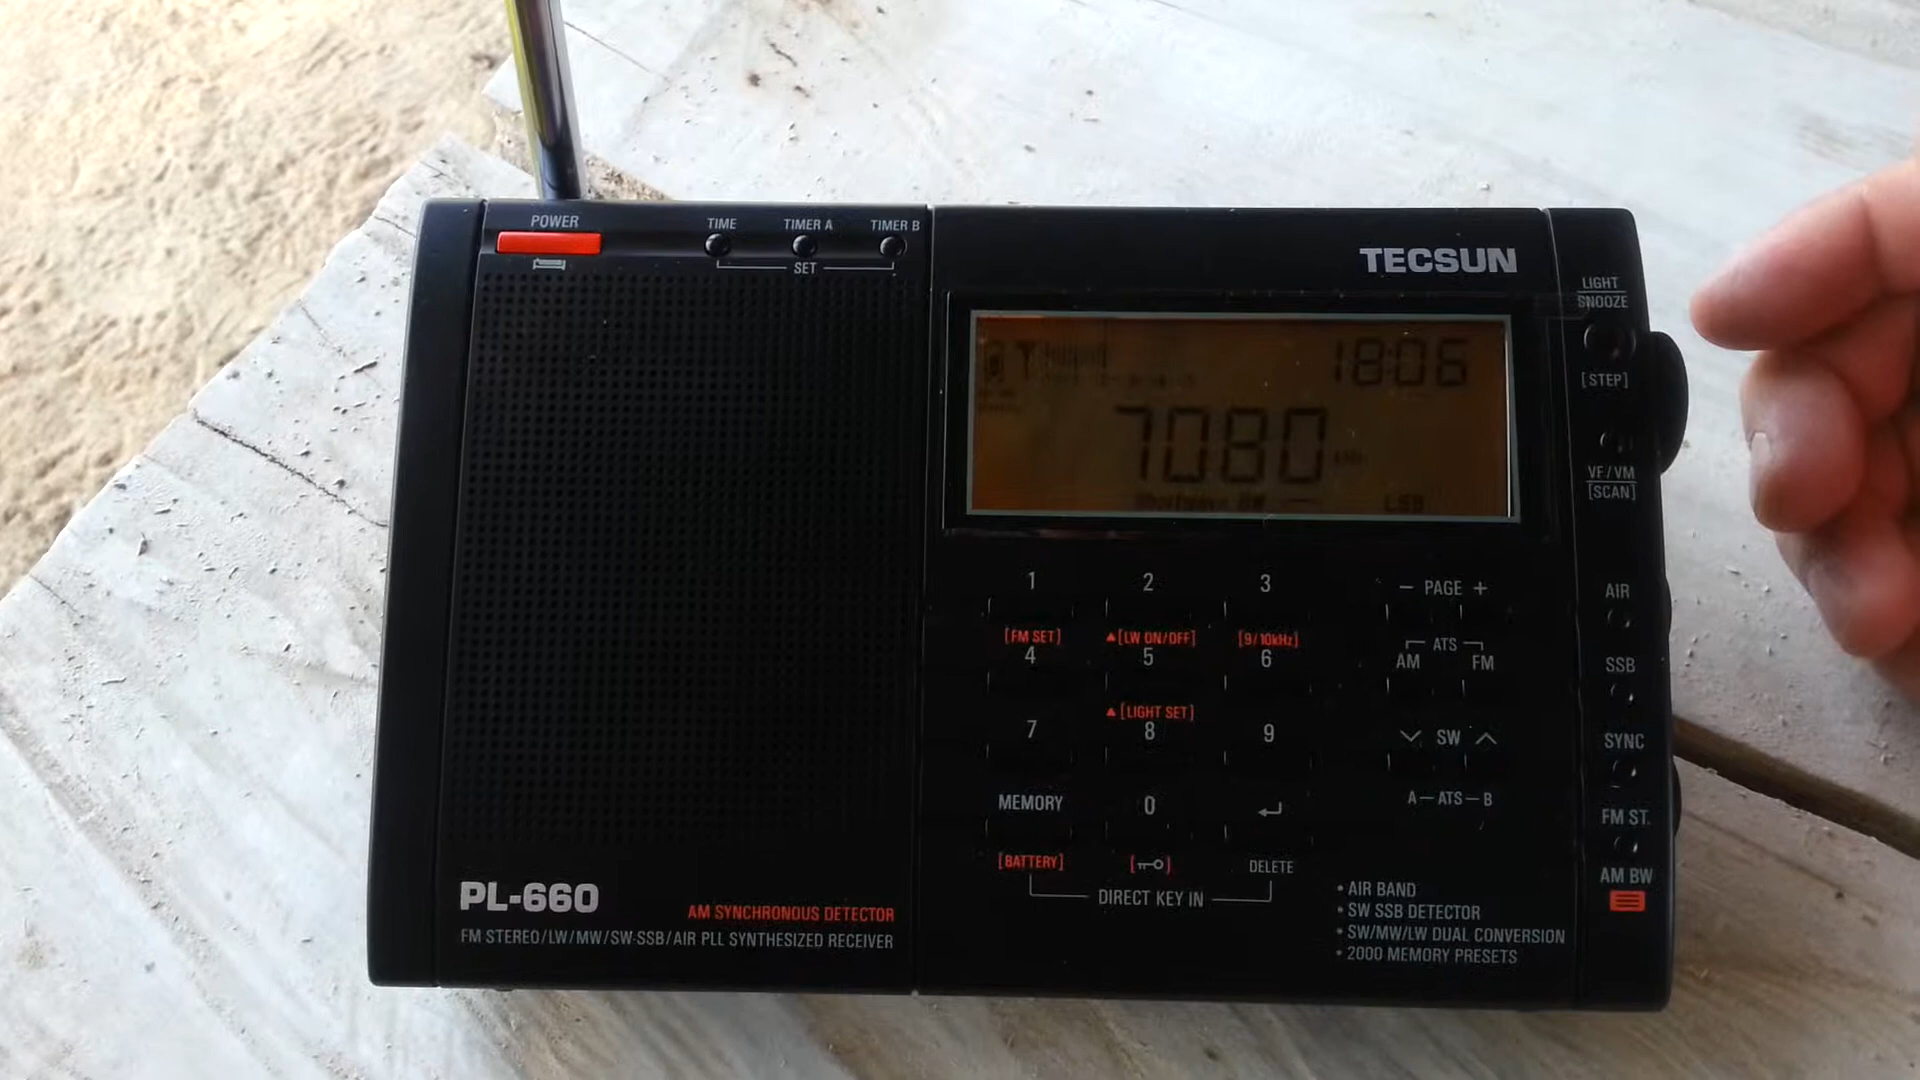 POWER
TIME TIMER A TIMER B
SET
TECSUN
LIGHT
SNOOZE
[STEP]
18:06
7080
LSB
VF/VM
[SCAN]
1 2 3
[FM SET] ▲[LW ON/OFF] [9/10kHz]
4 5 6
▲[LIGHT SET]
7 8 9
MEMORY 0 ↵
[BATTERY] DELETE
DIRECT KEY IN
− PAGE +
ATS
AM FM
SW
A — ATS — B
AIR
SSB
SYNC
FM ST.
AM BW
PL-660
AM SYNCHRONOUS DETECTOR
FM STEREO/LW/MW/SW-SSB/AIR PLL SYNTHESIZED RECEIVER
• AIR BAND
• SW SSB DETECTOR
• SW/MW/LW DUAL CONVERSION
• 2000 MEMORY PRESETS